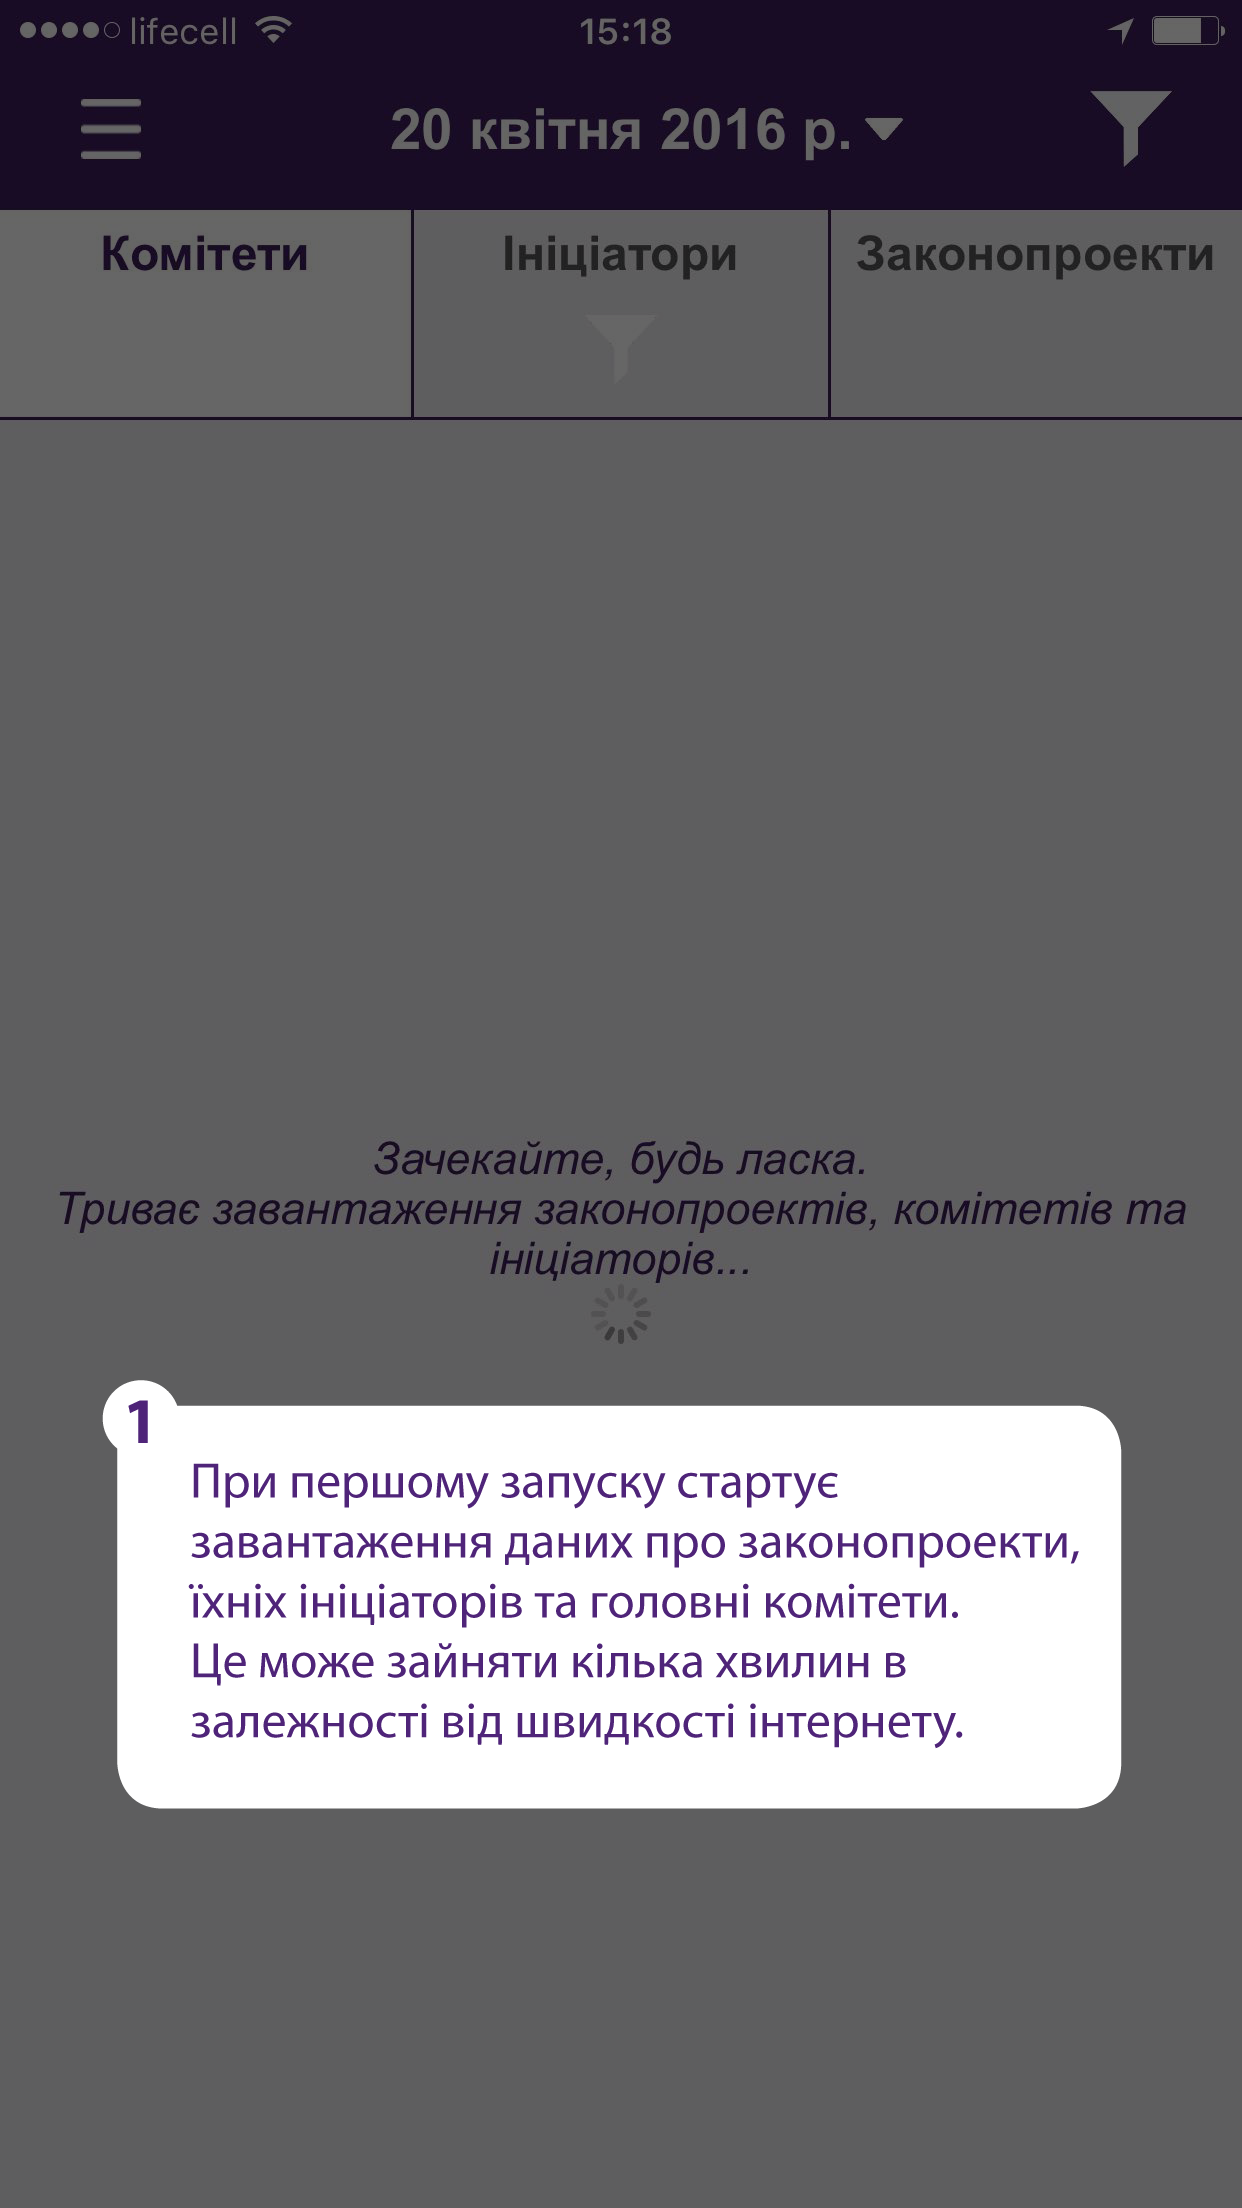 lifecell
15:18
20 квітня 2016 р.
Комітети
Ініціатори
Законопроекти
Зачекайте, будь ласка.
Триває завантаження законопроектів, комітетів та
ініціаторів...
1
При першому запуску стартує
завантаження даних про законопроекти,
їхніх ініціаторів та головні комітети.
Це може зайняти кілька хвилин в
залежності від швидкості інтернету.